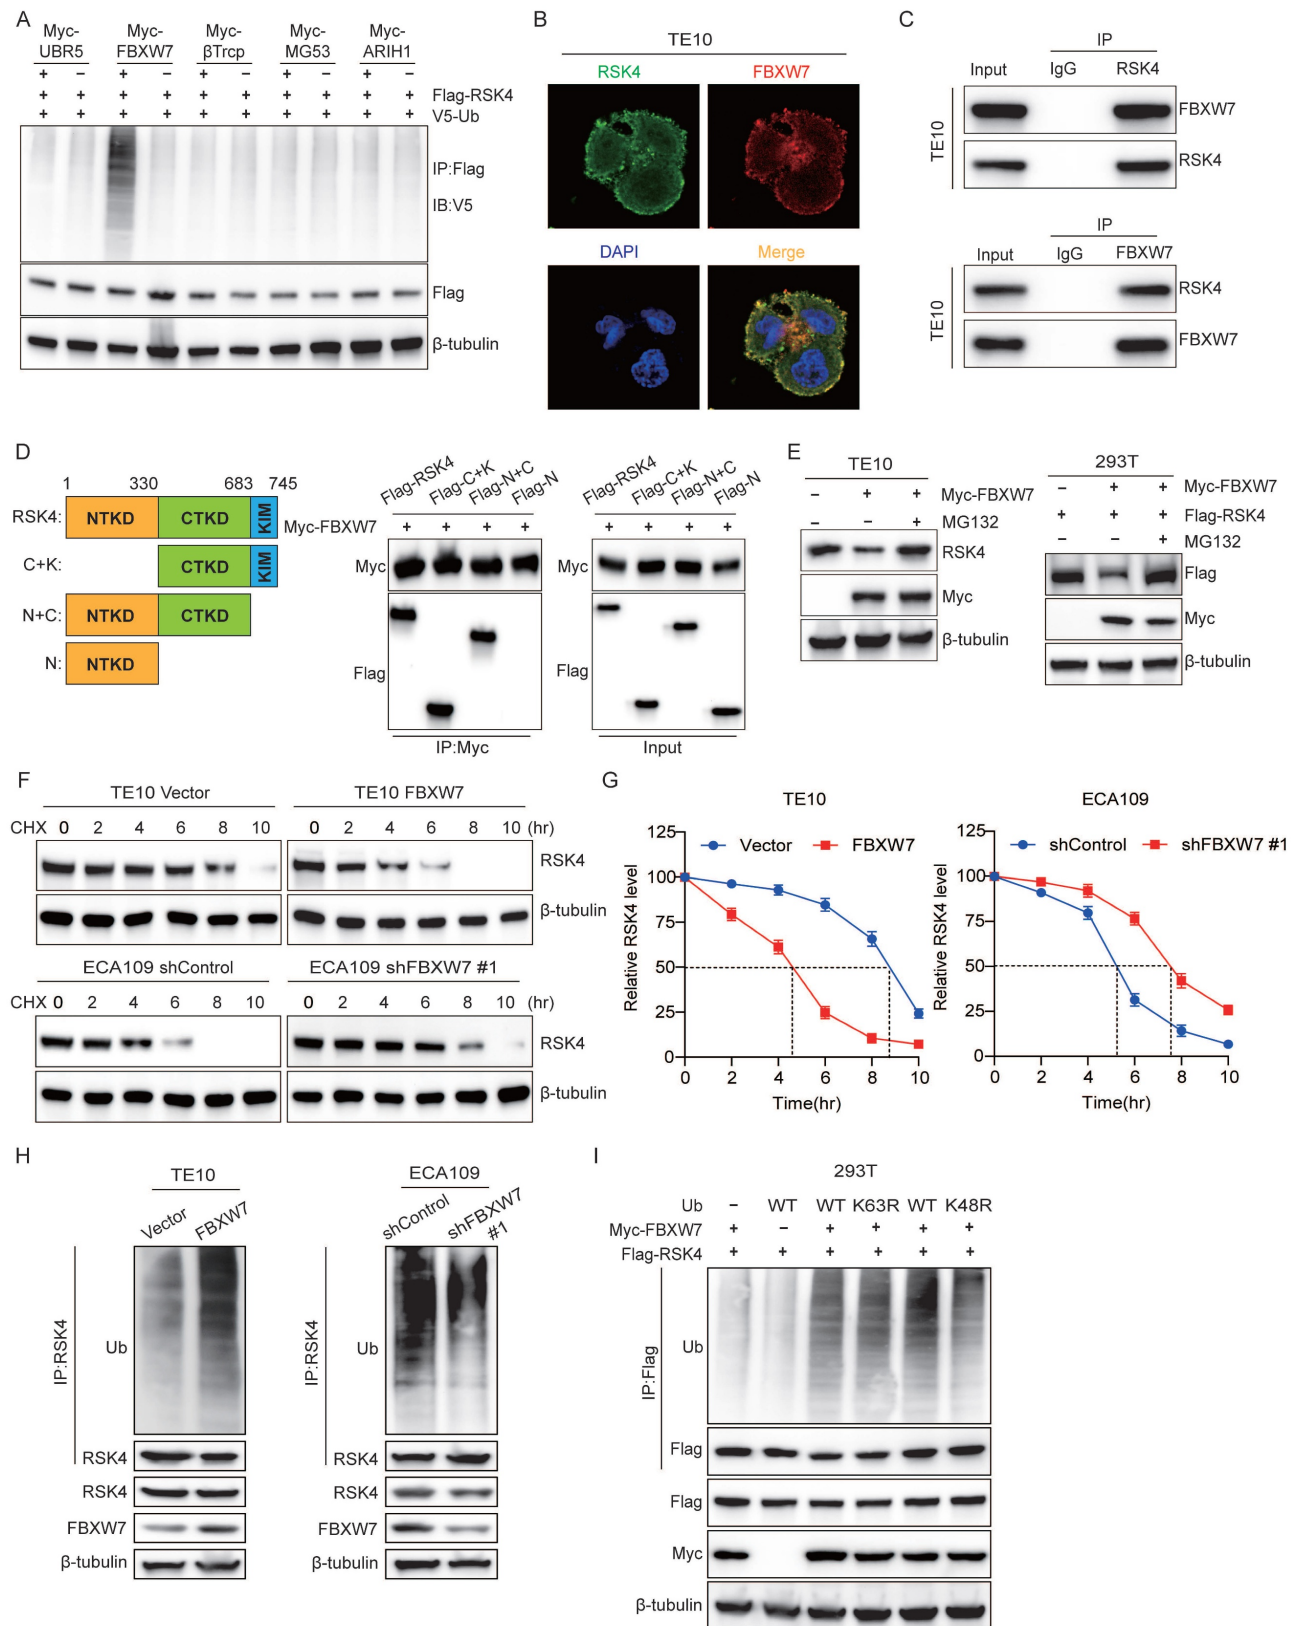 A
Myc-UBR5 Myc-FBXW7 Myc-βTrcp Myc-MG53 Myc-ARIH1
+ – + – + – + – + –
+ + + + + + + + + + Flag-RSK4
+ + + + + + + + + + V5-Ub
IP:Flag
IB:V5
Flag
β-tubulin
B
TE10
RSK4 FBXW7
DAPI Merge
C
IP
Input IgG RSK4
TE10
FBXW7
RSK4
IP
Input IgG FBXW7
TE10
RSK4
FBXW7
D
1 330 683 745
RSK4: NTKD CTKD KIM
C+K: CTKD KIM
N+C: NTKD CTKD
N: NTKD
Flag-RSK4 Flag-C+K Flag-N+C Flag-N
Myc-FBXW7 + + + +
Myc
Flag
IP:Myc
Flag-RSK4 Flag-C+K Flag-N+C Flag-N
+ + + +
Myc
Flag
Input
E
TE10
– + + Myc-FBXW7
– – + MG132
RSK4
Myc
β-tubulin
293T
– + + Myc-FBXW7
+ + + Flag-RSK4
– – + MG132
Flag
Myc
β-tubulin
F
TE10 Vector TE10 FBXW7
CHX 0 2 4 6 8 10 0 2 4 6 8 10 (hr)
RSK4
β-tubulin
ECA109 shControl ECA109 shFBXW7 #1
CHX 0 2 4 6 8 10 0 2 4 6 8 10 (hr)
RSK4
β-tubulin
G
TE10
Vector FBXW7
Relative RSK4 level
125
100
75
50
25
0
0 2 4 6 8 10
Time(hr)
ECA109
shControl shFBXW7 #1
Relative RSK4 level
125
100
75
50
25
0
0 2 4 6 8 10
Time(hr)
H
TE10
Vector FBXW7
IP:RSK4
Ub
RSK4
RSK4
FBXW7
β-tubulin
ECA109
shControl shFBXW7 #1
IP:RSK4
Ub
RSK4
RSK4
FBXW7
β-tubulin
I
293T
Ub – WT WT K63R WT K48R
Myc-FBXW7 + – + + + +
Flag-RSK4 + + + + + +
IP:Flag
Ub
Flag
Flag
Myc
β-tubulin